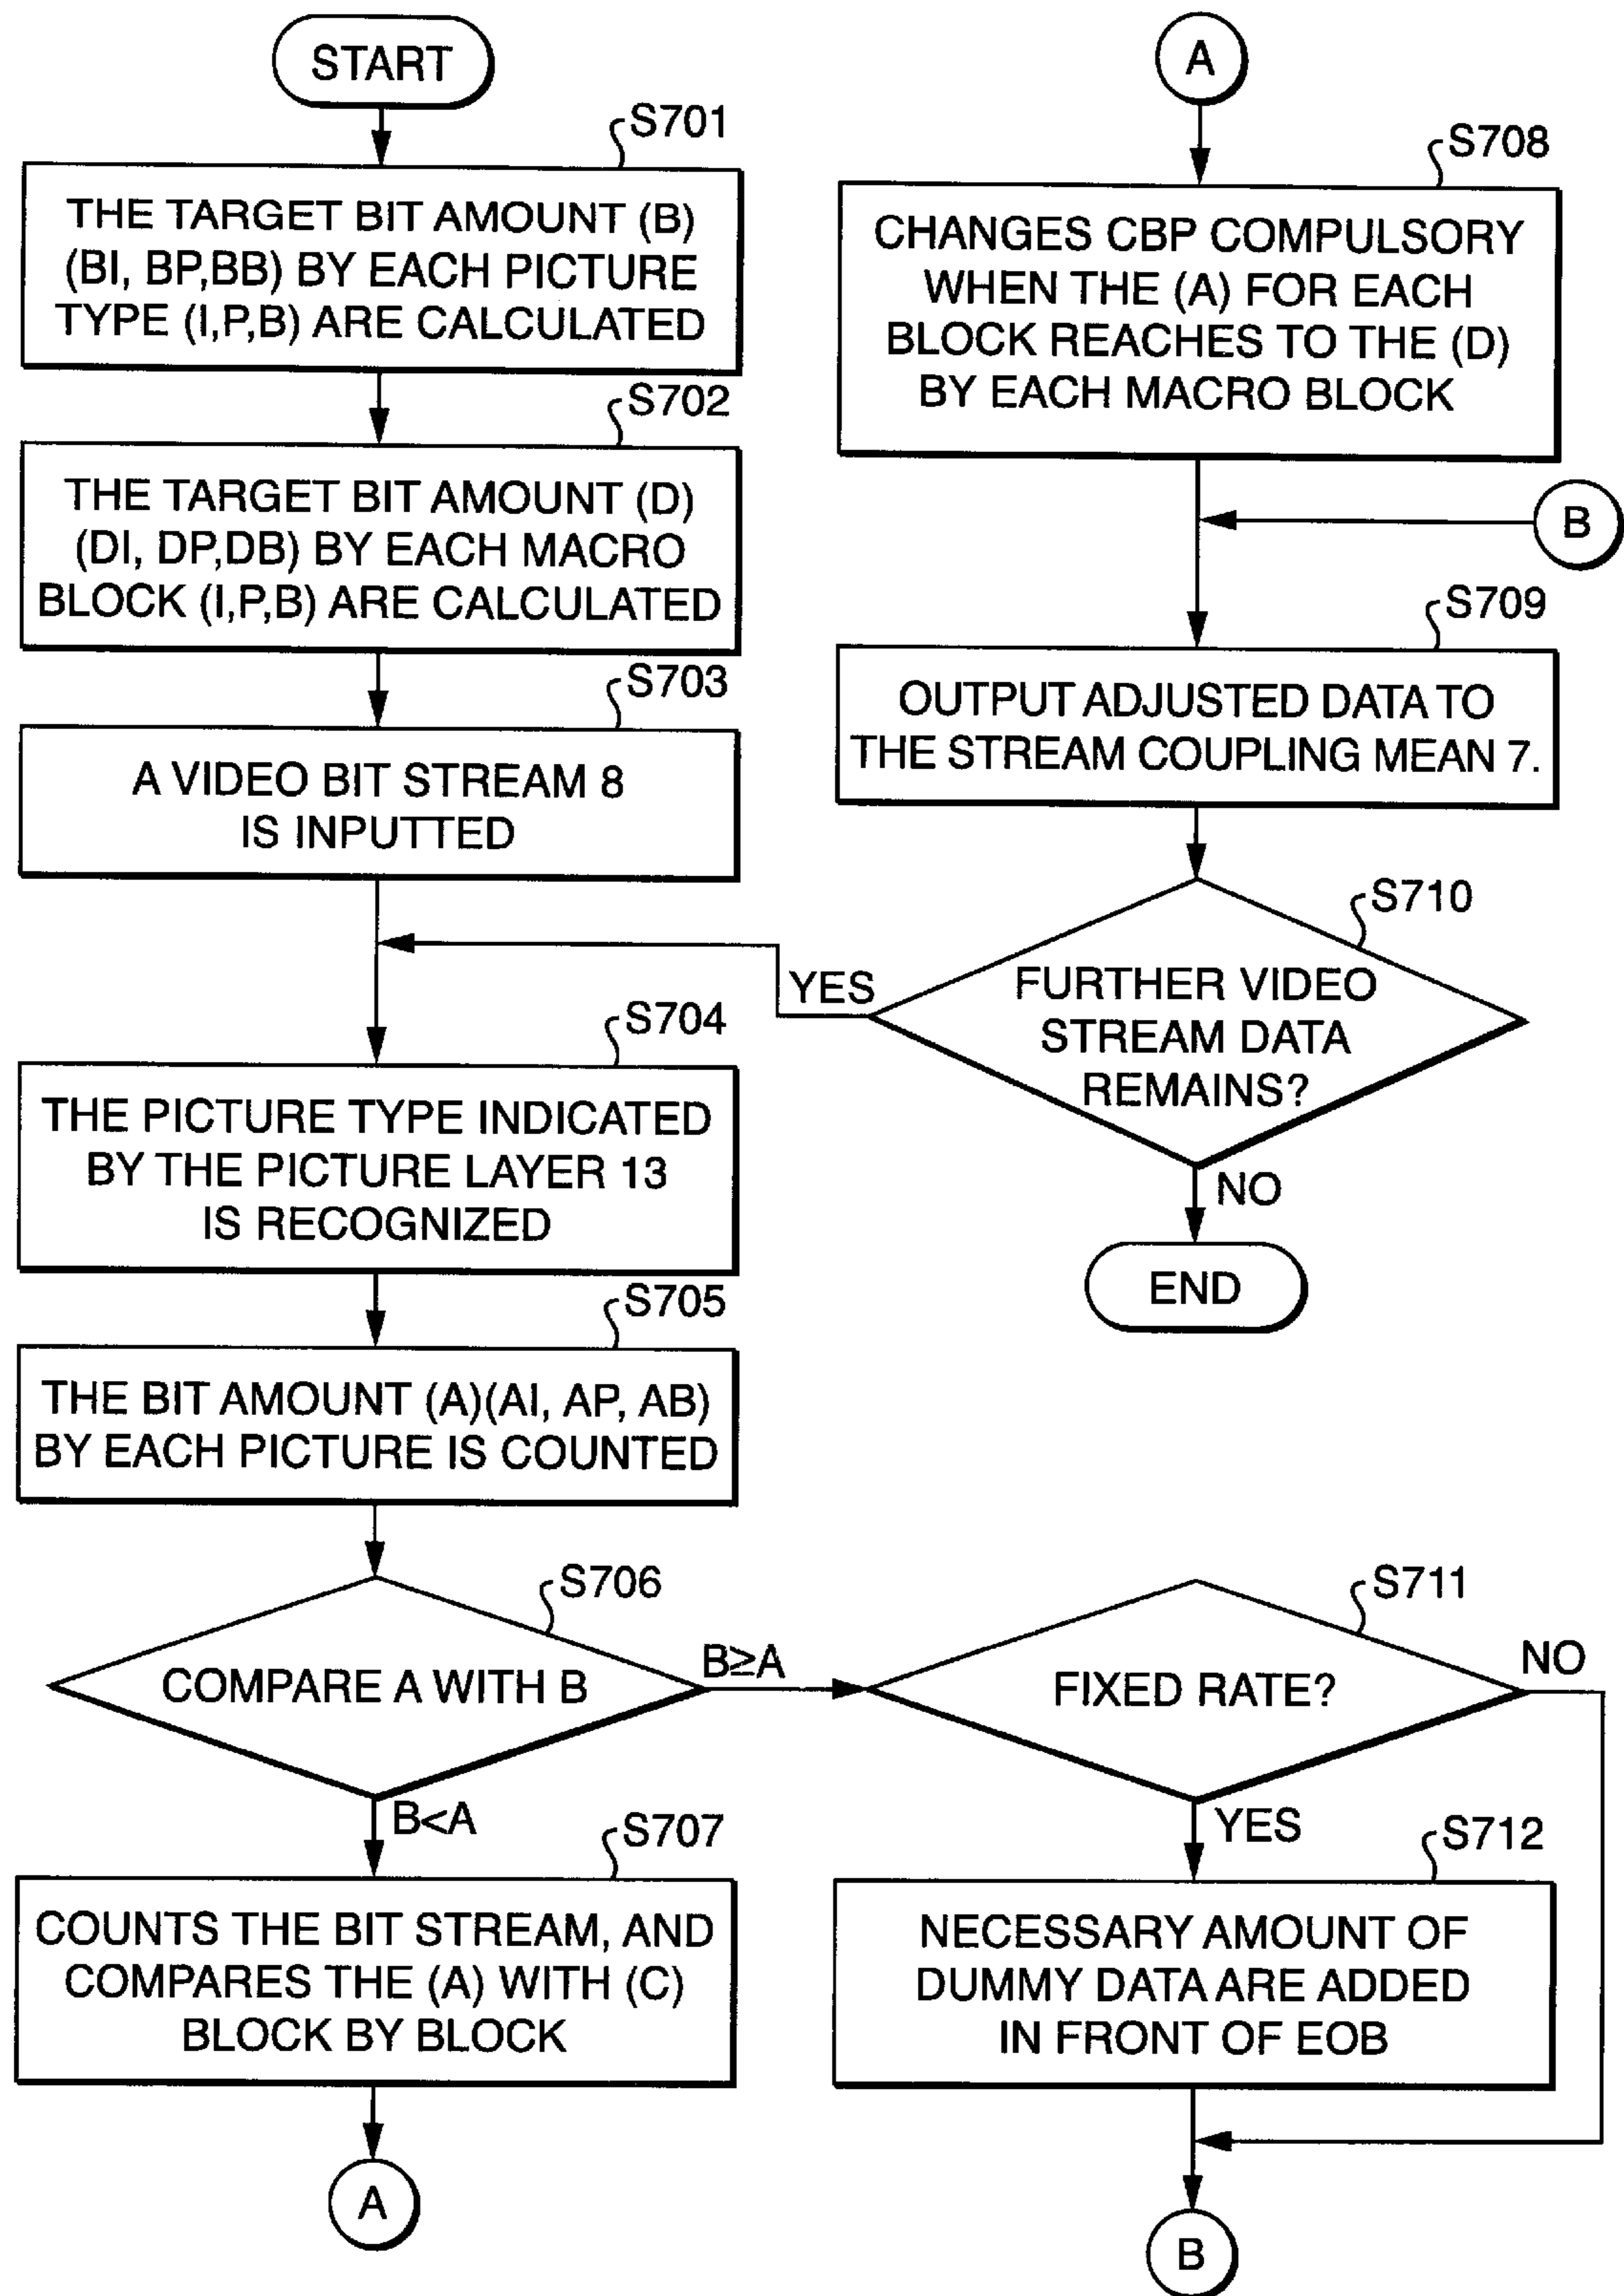 START
S701
THE TARGET BIT AMOUNT (B)
(BI, BP,BB) BY EACH PICTURE
TYPE (I,P,B) ARE CALCULATED
S702
THE TARGET BIT AMOUNT (D)
(DI, DP,DB) BY EACH MACRO
BLOCK (I,P,B) ARE CALCULATED
S703
A VIDEO BIT STREAM 8
IS INPUTTED
S704
THE PICTURE TYPE INDICATED
BY THE PICTURE LAYER 13
IS RECOGNIZED
S705
THE BIT AMOUNT (A)(AI, AP, AB)
BY EACH PICTURE IS COUNTED
S706
COMPARE A WITH B
B≥A
B<A
S707
COUNTS THE BIT STREAM, AND
COMPARES THE (A) WITH (C)
BLOCK BY BLOCK
A
A
S708
CHANGES CBP COMPULSORY
WHEN THE (A) FOR EACH
BLOCK REACHES TO THE (D)
BY EACH MACRO BLOCK
B
S709
OUTPUT ADJUSTED DATA TO
THE STREAM COUPLING MEAN 7.
S710
YES
FURTHER VIDEO
STREAM DATA
REMAINS?
NO
END
S711
FIXED RATE?
NO
YES
S712
NECESSARY AMOUNT OF
DUMMY DATA ARE ADDED
IN FRONT OF EOB
B